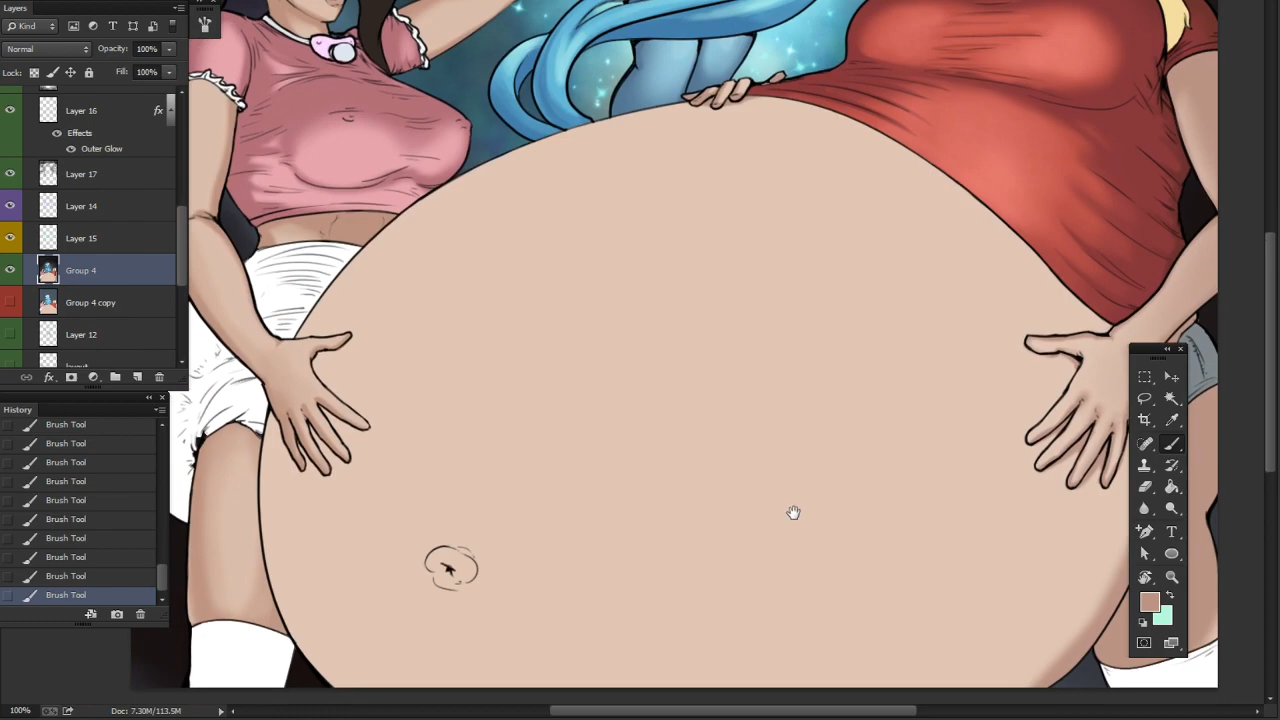 Layers
Kind
Normal
Opacity: 100%
Lock:
Fill: 100%
Layer 16
fx
Effects
Outer Glow
Layer 17
Layer 14
Layer 15
Group 4
Group 4 copy
Layer 12
fx
History
Brush Tool
Brush Tool
Brush Tool
Brush Tool
Brush Tool
Brush Tool
Brush Tool
Brush Tool
Brush Tool
Brush Tool
T
100%
Doc: 7.30M/113.5M